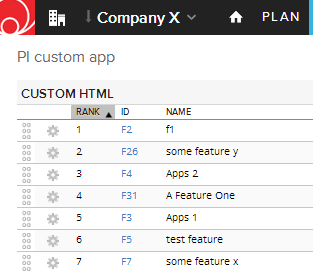 Company X PLAN
PI custom app
CUSTOM HTML
RANK ID NAME
1 F2 f1
2 F26 some feature y
3 F4 Apps 2
4 F31 A Feature One
5 F3 Apps 1
6 F5 test feature
7 F7 some feature x